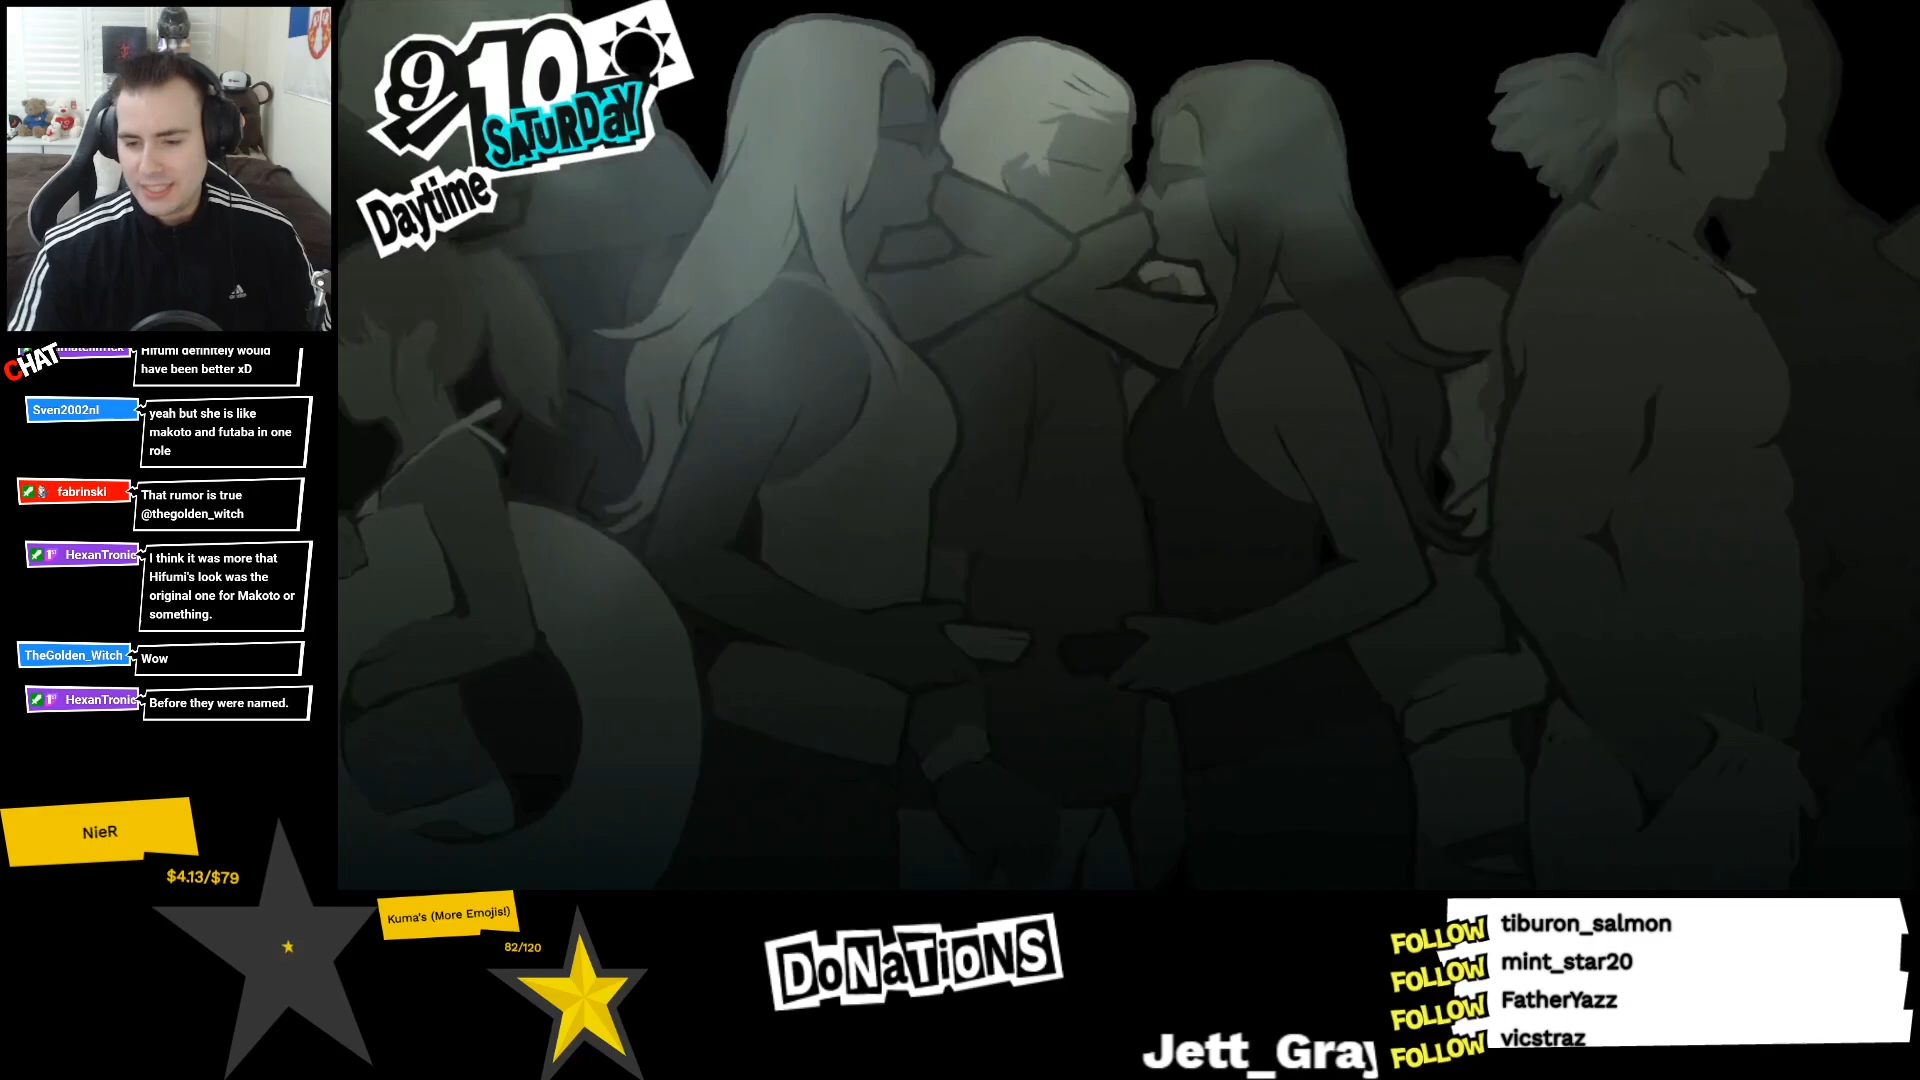 9/10
SATURDAY
Daytime
CHAT
Hifumi definitely would
have been better xD
Sven2002nl
yeah but she is like
makoto and futaba in one
role
fabrinski
That rumor is true
@thegolden_witch
HexanTronic
I think it was more that
Hifumi's look was the
original one for Makoto or
something.
TheGolden_Witch
Wow
HexanTronic
Before they were named.
NieR
$4.13/$79
Kuma's (More Emojis!)
82/120
DoNaTiONS
Jett_Gray
FOLLOW tiburon_salmon
FOLLOW mint_star20
FOLLOW FatherYazz
FOLLOW vicstraz